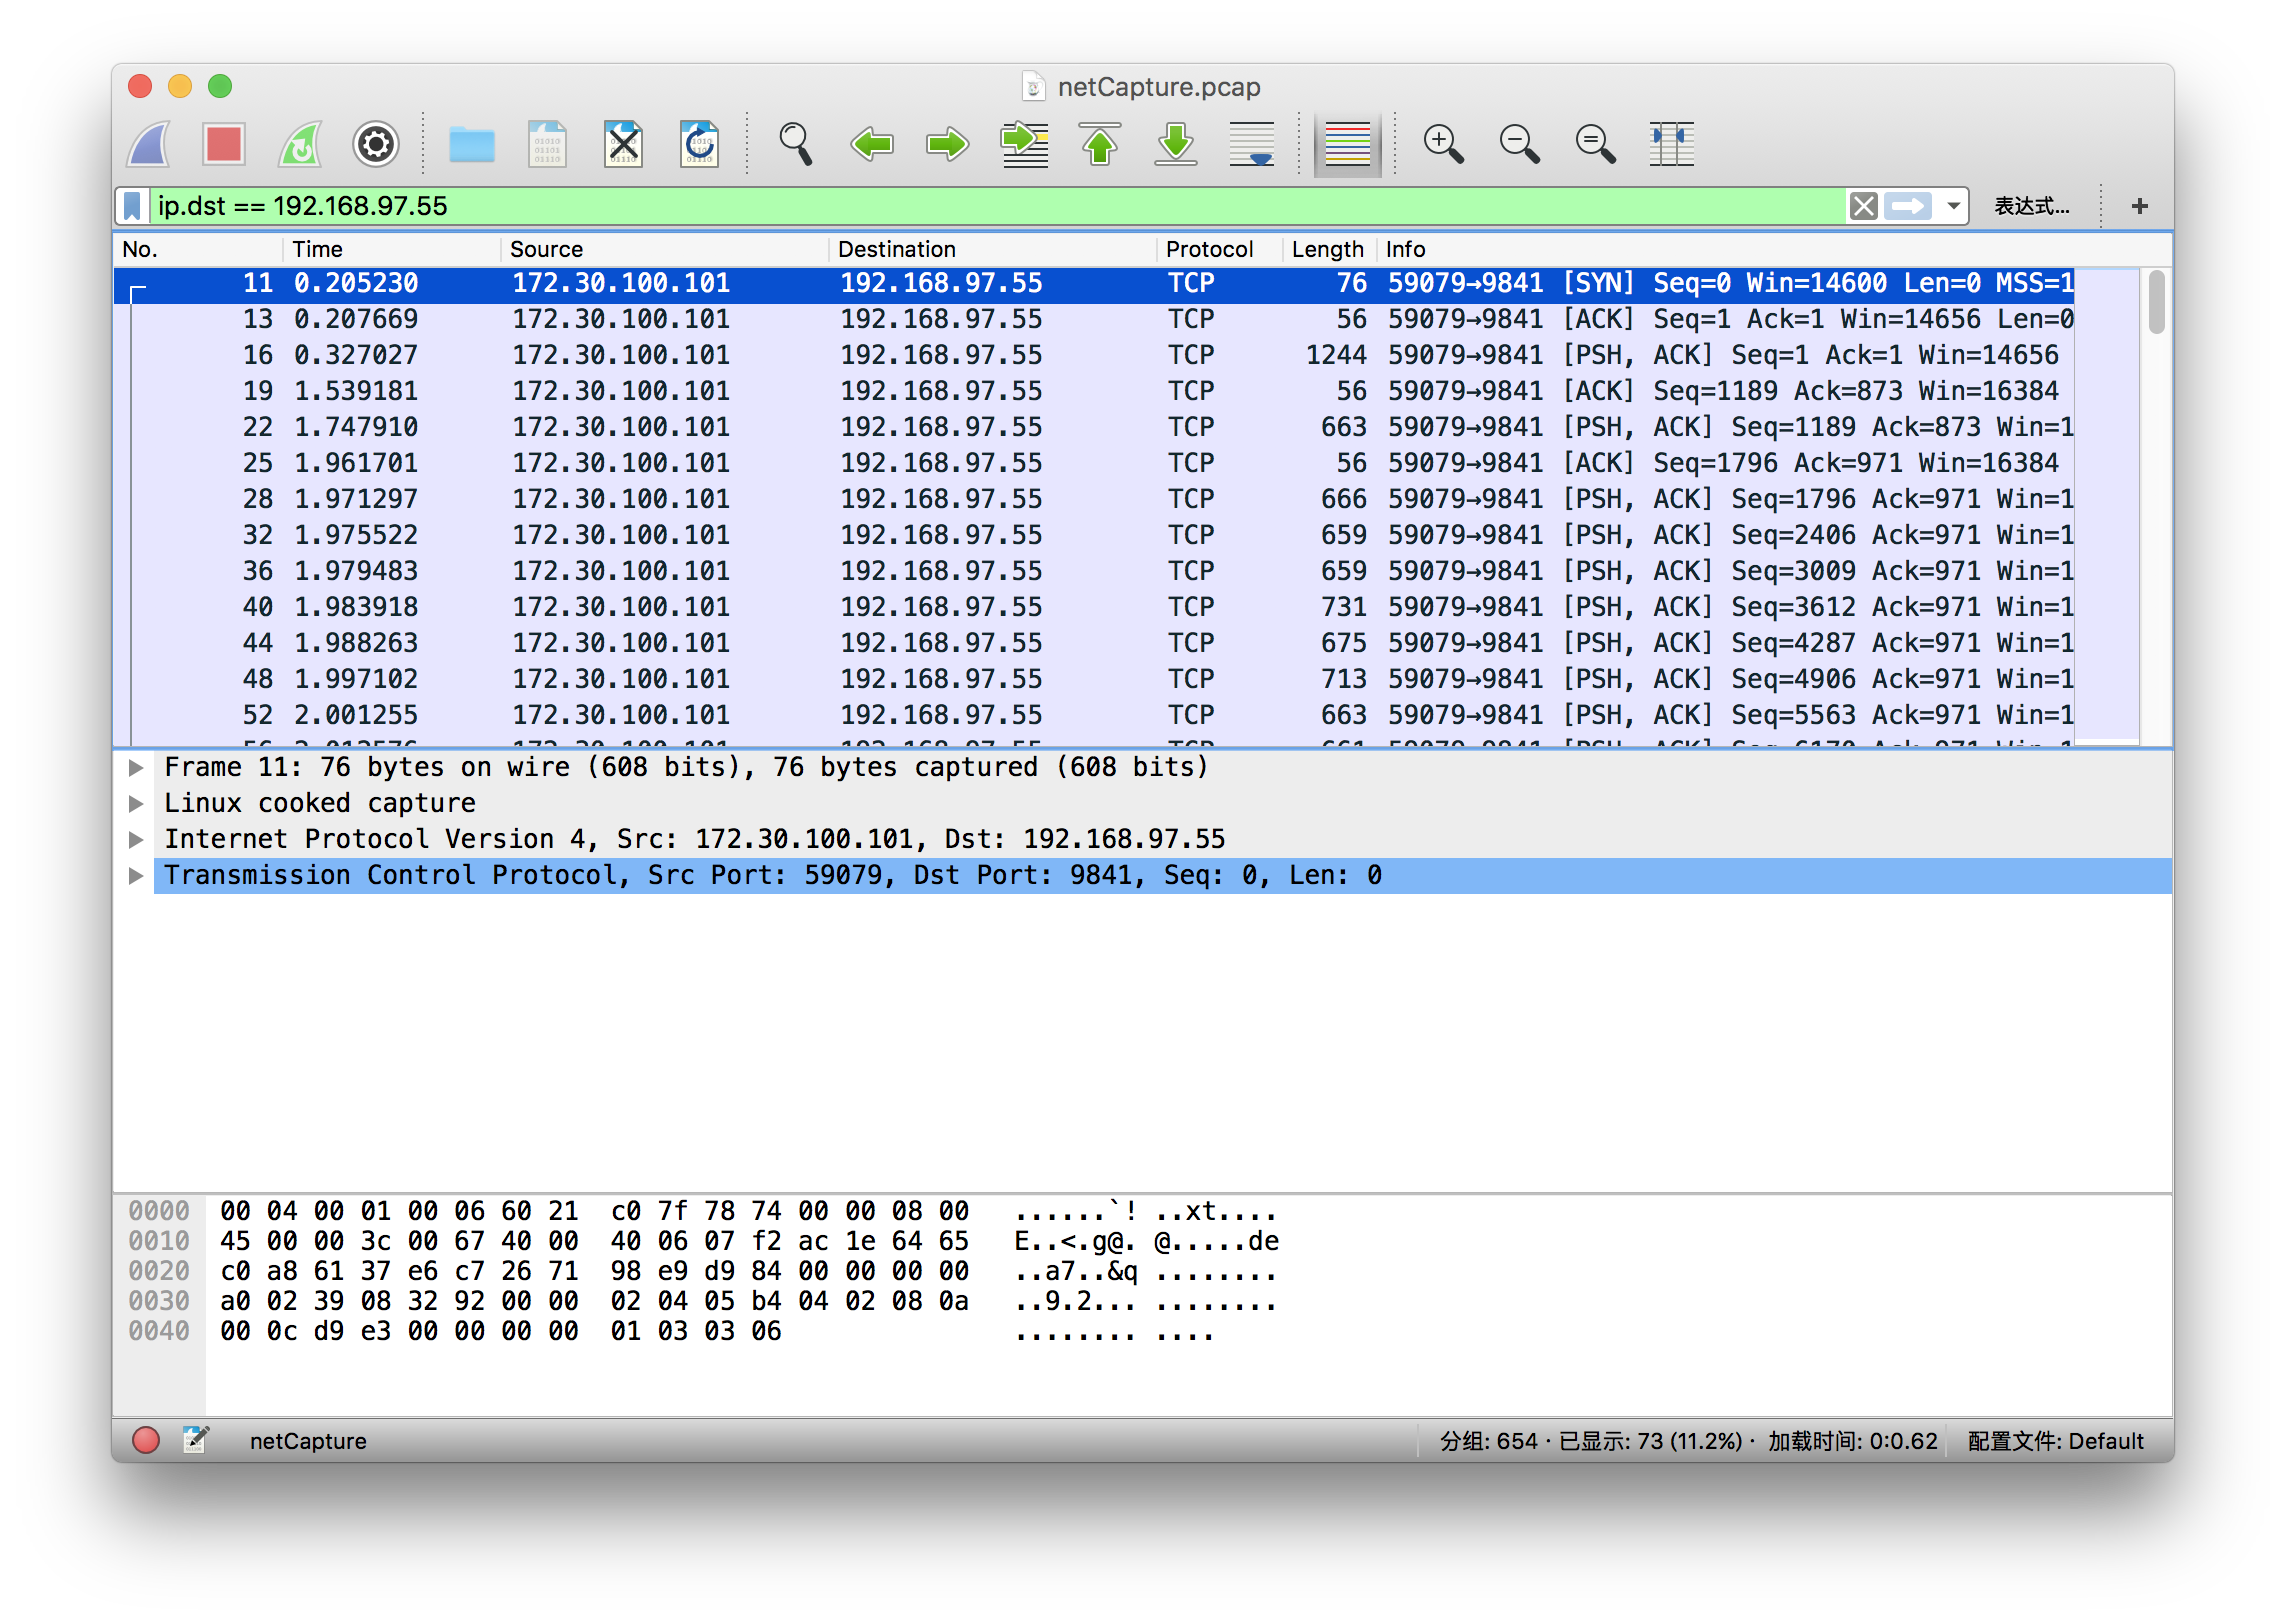 netCapture.pcap
ip.dst == 192.168.97.55 表达式... +
No. Time Source Destination Protocol Length Info
11 0.205230 172.30.100.101 192.168.97.55 TCP 76 59079→9841 [SYN] Seq=0 Win=14600 Len=0 MSS=1
13 0.207669 172.30.100.101 192.168.97.55 TCP 56 59079→9841 [ACK] Seq=1 Ack=1 Win=14656 Len=0
16 0.327027 172.30.100.101 192.168.97.55 TCP 1244 59079→9841 [PSH, ACK] Seq=1 Ack=1 Win=14656
19 1.539181 172.30.100.101 192.168.97.55 TCP 56 59079→9841 [ACK] Seq=1189 Ack=873 Win=16384
22 1.747910 172.30.100.101 192.168.97.55 TCP 663 59079→9841 [PSH, ACK] Seq=1189 Ack=873 Win=1
25 1.961701 172.30.100.101 192.168.97.55 TCP 56 59079→9841 [ACK] Seq=1796 Ack=971 Win=16384
28 1.971297 172.30.100.101 192.168.97.55 TCP 666 59079→9841 [PSH, ACK] Seq=1796 Ack=971 Win=1
32 1.975522 172.30.100.101 192.168.97.55 TCP 659 59079→9841 [PSH, ACK] Seq=2406 Ack=971 Win=1
36 1.979483 172.30.100.101 192.168.97.55 TCP 659 59079→9841 [PSH, ACK] Seq=3009 Ack=971 Win=1
40 1.983918 172.30.100.101 192.168.97.55 TCP 731 59079→9841 [PSH, ACK] Seq=3612 Ack=971 Win=1
44 1.988263 172.30.100.101 192.168.97.55 TCP 675 59079→9841 [PSH, ACK] Seq=4287 Ack=971 Win=1
48 1.997102 172.30.100.101 192.168.97.55 TCP 713 59079→9841 [PSH, ACK] Seq=4906 Ack=971 Win=1
52 2.001255 172.30.100.101 192.168.97.55 TCP 663 59079→9841 [PSH, ACK] Seq=5563 Ack=971 Win=1
Frame 11: 76 bytes on wire (608 bits), 76 bytes captured (608 bits)
Linux cooked capture
Internet Protocol Version 4, Src: 172.30.100.101, Dst: 192.168.97.55
Transmission Control Protocol, Src Port: 59079, Dst Port: 9841, Seq: 0, Len: 0
0000 00 04 00 01 00 06 60 21 c0 7f 78 74 00 00 08 00 ......`! ..xt....
0010 45 00 00 3c 00 67 40 00 40 06 07 f2 ac 1e 64 65 E..<.g@. @.....de
0020 c0 a8 61 37 e6 c7 26 71 98 e9 d9 84 00 00 00 00 ..a7..&q ........
0030 a0 02 39 08 32 92 00 00 02 04 05 b4 04 02 08 0a ..9.2... ........
0040 00 0c d9 e3 00 00 00 00 01 03 03 06 ........ ....
netCapture 分组: 654 · 已显示: 73 (11.2%) · 加载时间: 0:0.62 配置文件: Default